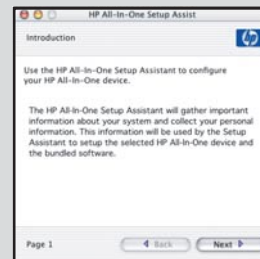 HP All-In-One Setup Assist
Introduction
hp
Use the HP All-In-One Setup Assistant to configure
your HP All-In-One device.
The HP All-In-One Setup Assistant will gather important
information about your system and collect your personal
information. This information will be used by the Setup
Assistant to setup the selected HP All-In-One device and
the bundled software.
Page 1
Back
Next